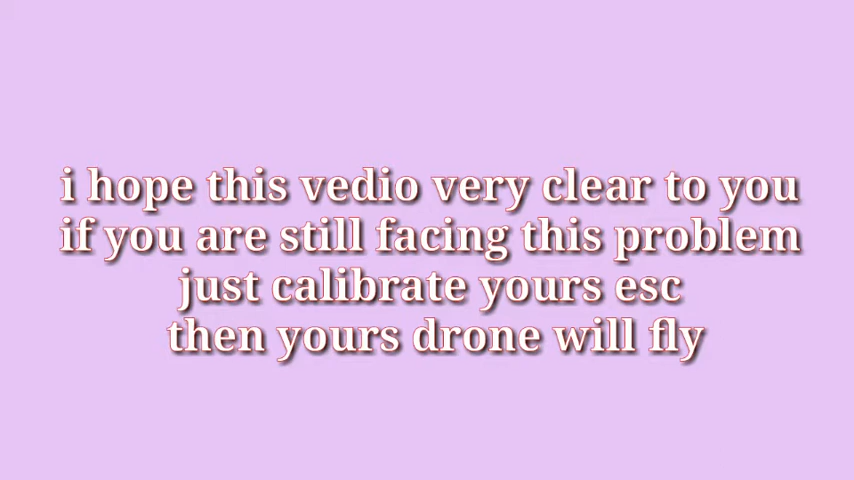 i hope this vedio very clear to you
if you are still facing this problem
just calibrate yours esc
then yours drone will fly